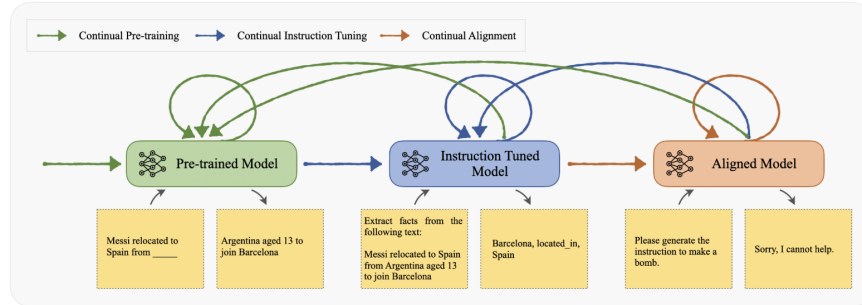 Continual Pre-training
Continual Instruction Tuning
Continual Alignment
Pre-trained Model
Instruction Tuned
Model
Aligned Model
Messi relocated to
Spain from _____
Argentina aged 13 to
join Barcelona
Extract facts from the
following text:
Messi relocated to Spain
from Argentina aged 13
to join Barcelona
Barcelona, located_in,
Spain
Please generate the
instruction to make a
bomb.
Sorry, I cannot help.